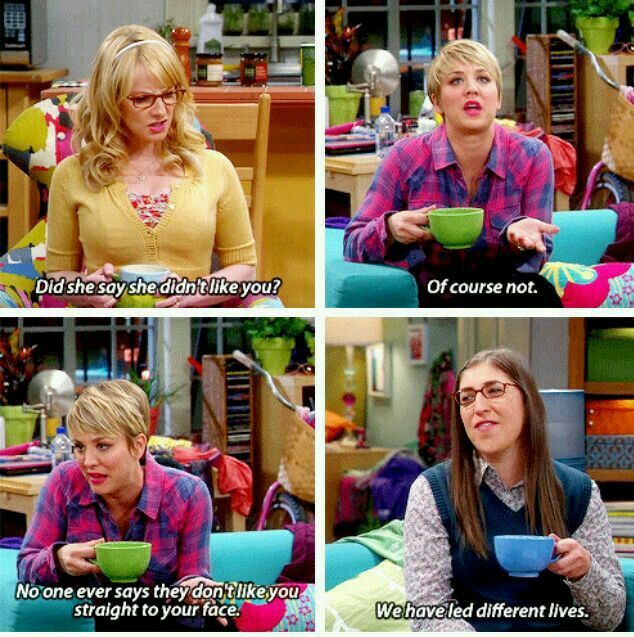 Did she say she didn't like you?
Of course not.
No one ever says they don't like you
straight to your face.
We have led different lives.